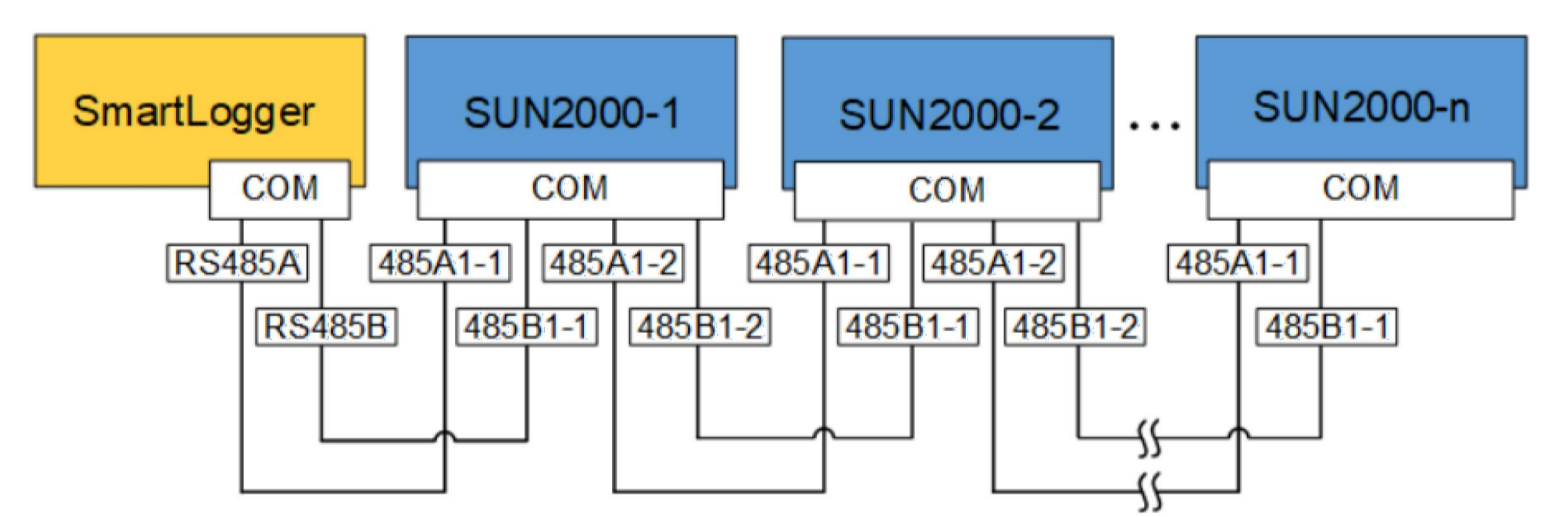 SmartLogger
SUN2000-1
SUN2000-2
...
SUN2000-n
COM
COM
COM
COM
RS485A
485A1-1
485A1-2
485A1-1
485A1-2
485A1-1
RS485B
485B1-1
485B1-2
485B1-1
485B1-2
485B1-1